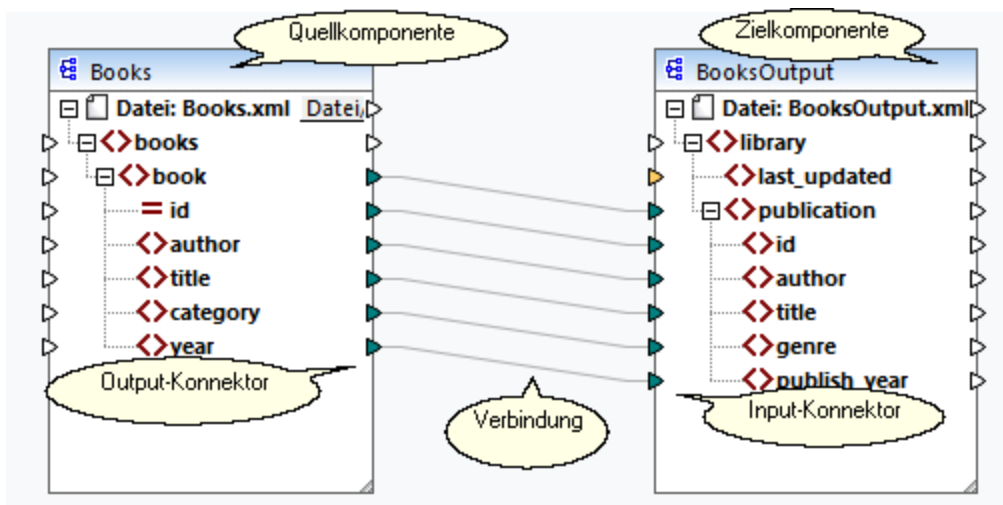 Quellkomponente
Zielkomponente
Books
Datei: Books.xml Datei/
books
book
id
author
title
category
year
Output-Konnektor
Verbindung
BooksOutput
Datei: BooksOutput.xml
library
last_updated
publication
id
author
title
genre
publish_year
Input-Konnektor